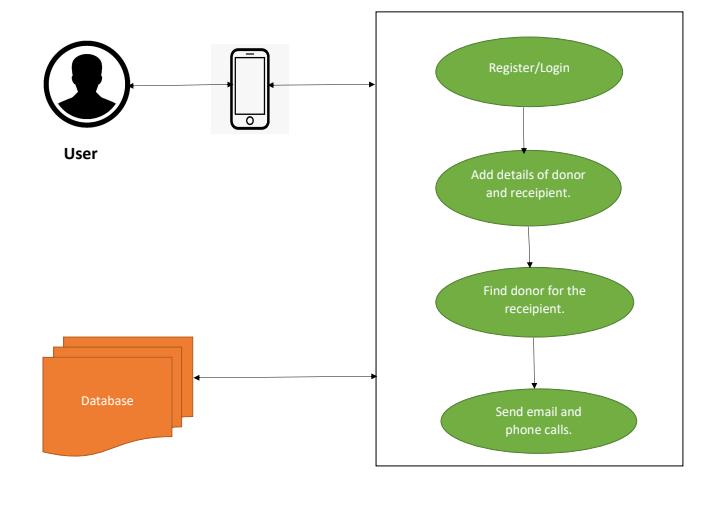 Register/Login
User
Add details of donor
and receipient.
Find donor for the
receipient.
Database
Send email and
phone calls.